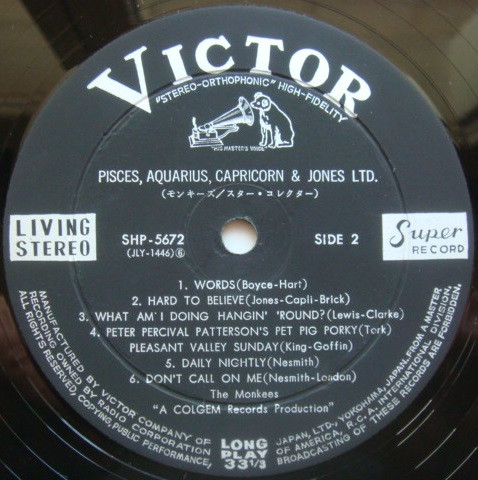 VICTOR
"STEREO-ORTHOPHONIC" HIGH-FIDELITY
"HIS MASTER'S VOICE"
PISCES, AQUARIUS, CAPRICORN & JONES LTD.
(モンキーズ/スター・コレクター)
LIVING
STEREO
SHP-5672
(JLY-1446)⑥
SIDE 2
Super
RECORD
1. WORDS(Boyce-Hart)
2. HARD TO BELIEVE(Jones-Capli-Brick)
3. WHAT AM I DOING HANGIN' 'ROUND?(Lewis-Clarke)
4. PETER PERCIVAL PATTERSON'S PET PIG PORKY(Tork)
PLEASANT VALLEY SUNDAY(King-Goffin)
5. DAILY NIGHTLY(Nesmith)
6. DON'T CALL ON ME(Nesmith-London)
The Monkees
"A COLGEM Records Production"
MANUFACTURED BY VICTOR COMPANY OF JAPAN, LTD., YOKOHAMA, JAPAN, FROM A MASTER
RECORDING OWNED BY RADIO CORPORATION OF AMERICA, R.C.A. INTERNATIONAL DIVISION.
ALL RIGHTS RESERVED COPYING, PUBLIC PERFORMANCE, BROADCASTING OF THESE RECORDS ARE FORBIDDEN.
LONG
PLAY
33 1/3